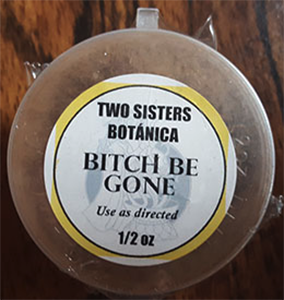 TWO SISTERS
BOTÁNICA
BITCH BE
GONE
Use as directed
1/2 oz